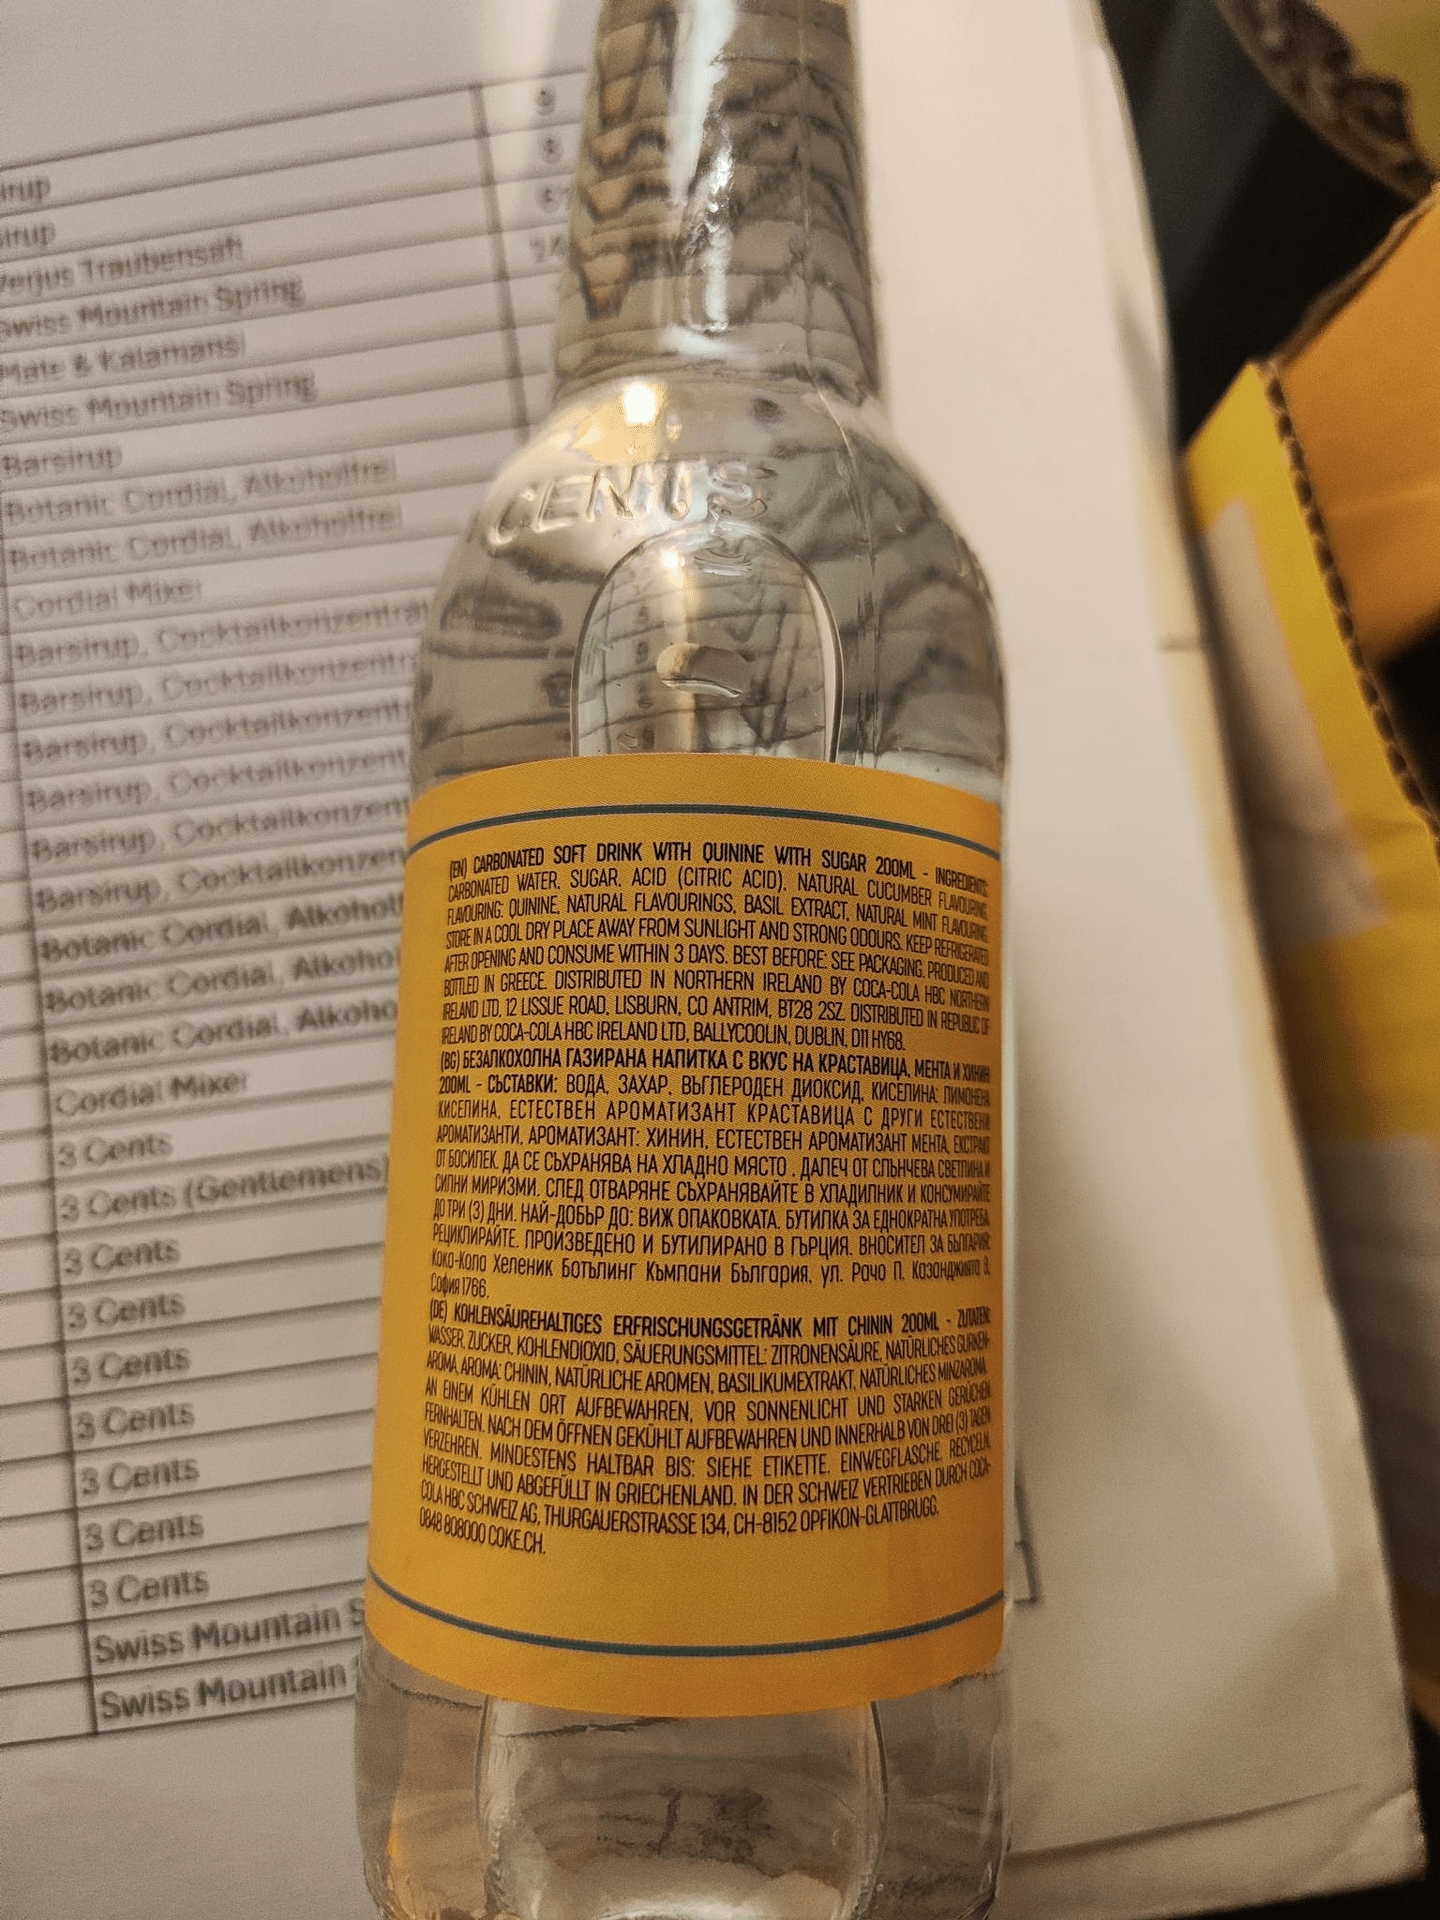 9
8
irup
sirup
Verjus Traubensaft
Swiss Mountain Spring
Mate & Kalamansi
Swiss Mountain Spring
Barsirup
Botanic Cordial, Alkoholfrei
Botanic Cordial, Alkoholfrei
Cordial Mixer
Barsirup, Cocktailkonzentrat
Barsirup, Cocktailkonzentr
Barsirup, Cocktailkonzentr
Barsirup, Cocktailkonzent
Barsirup, Cocktailkonzent
Barsirup, Cocktailkonzen
Botanic Cordial, Alkoholf
Botanic Cordial, Alkohol
Botanic Cordial, Alkoho
Cordial Mixer
3 Cents
3 Cents (Gentlemens)
3 Cents
3 Cents
3 Cents
3 Cents
3 Cents
3 Cents
3 Cents
Swiss Mountain S
Swiss Mountain
CENTS
(EN) CARBONATED SOFT DRINK WITH QUININE WITH SUGAR 200ML - INGREDIENTS:
CARBONATED WATER, SUGAR, ACID (CITRIC ACID), NATURAL CUCUMBER FLAVOURING,
FLAVOURING: QUININE, NATURAL FLAVOURINGS, BASIL EXTRACT, NATURAL MINT FLAVOURING.
STORE IN A COOL DRY PLACE AWAY FROM SUNLIGHT AND STRONG ODOURS. KEEP REFRIGERATED
AFTER OPENING AND CONSUME WITHIN 3 DAYS. BEST BEFORE: SEE PACKAGING. PRODUCED AND
BOTTLED IN GREECE. DISTRIBUTED IN NORTHERN IRELAND BY COCA-COLA HBC NORTHERN
IRELAND LTD, 12 LISSUE ROAD, LISBURN, CO ANTRIM, BT28 2SZ. DISTRIBUTED IN REPUBLIC OF
IRELAND BY COCA-COLA HBC IRELAND LTD, BALLYCOOLIN, DUBLIN, D11 HY68.
(BG) БЕЗАЛКОХОЛНА ГАЗИРАНА НАПИТКА С ВКУС НА КРАСТАВИЦА, МЕНТА И ХИНИН
200ML - СЪСТАВКИ: ВОДА, ЗАХАР, ВЪГЛЕРОДЕН ДИОКСИД, КИСЕЛИНА: ЛИМОНЕНА
КИСЕЛИНА, ЕСТЕСТВЕН АРОМАТИЗАНТ КРАСТАВИЦА С ДРУГИ ЕСТЕСТВЕНИ
АРОМАТИЗАНТИ, АРОМАТИЗАНТ: ХИНИН, ЕСТЕСТВЕН АРОМАТИЗАНТ МЕНТА, ЕКСТРАКТ
ОТ БОСИЛЕК. ДА СЕ СЪХРАНЯВА НА ХЛАДНО МЯСТО , ДАЛЕЧ ОТ СЛЪНЧЕВА СВЕТЛИНА И
СИЛНИ МИРИЗМИ. СЛЕД ОТВАРЯНЕ СЪХРАНЯВАЙТЕ В ХЛАДИЛНИК И КОНСУМИРАЙТЕ
ДО ТРИ (3) ДНИ. НАЙ-ДОБЪР ДО: ВИЖ ОПАКОВКАТА. БУТИЛКА ЗА ЕДНОКРАТНА УПОТРЕБА.
РЕЦИКЛИРАЙТЕ. ПРОИЗВЕДЕНО И БУТИЛИРАНО В ГЪРЦИЯ. ВНОСИТЕЛ ЗА БЪЛГАРИЯ:
Кока-Кола Хеленик Ботълинг Къмпани България, ул. Рачо П. Казанджията 8,
София 1766.
(DE) KOHLENSÄUREHALTIGES ERFRISCHUNGSGETRÄNK MIT CHININ 200ML - ZUTATEN:
WASSER, ZUCKER, KOHLENDIOXID, SÄUERUNGSMITTEL: ZITRONENSÄURE, NATÜRLICHES GURKEN-
AROMA, AROMA: CHININ, NATÜRLICHE AROMEN, BASILIKUMEXTRAKT, NATÜRLICHES MINZAROMA.
AN EINEM KÜHLEN ORT AUFBEWAHREN, VOR SONNENLICHT UND STARKEN GERÜCHEN
FERNHALTEN. NACH DEM ÖFFNEN GEKÜHLT AUFBEWAHREN UND INNERHALB VON DREI (3) TAGEN
VERZEHREN. MINDESTENS HALTBAR BIS: SIEHE ETIKETTE. EINWEGFLASCHE. RECYCELN.
HERGESTELLT UND ABGEFÜLLT IN GRIECHENLAND. IN DER SCHWEIZ VERTRIEBEN DURCH COCA-
COLA HBC SCHWEIZ AG, THURGAUERSTRASSE 134, CH-8152 OPFIKON-GLATTBRUGG.
0848 808000 COKE.CH.